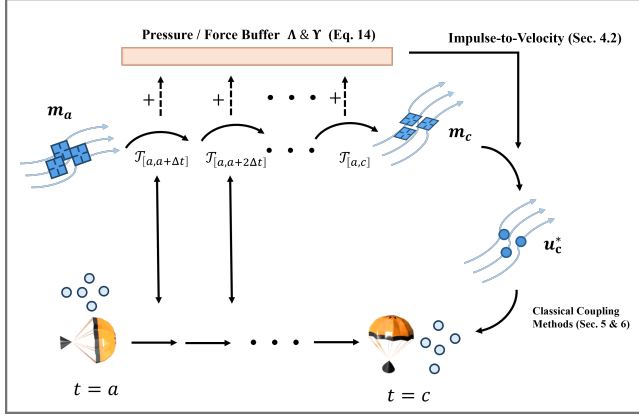 Pressure / Force Buffer Λ & ϒ (Eq. 14)
Impulse-to-Velocity (Sec. 4.2)
+ + • • • +
m_a
m_c
𝒯_[a,a+Δt] 𝒯_[a,a+2Δt] • • • 𝒯_[a,c]
u_c^*
Classical Coupling
Methods (Sec. 5 & 6)
• • •
t = a
t = c